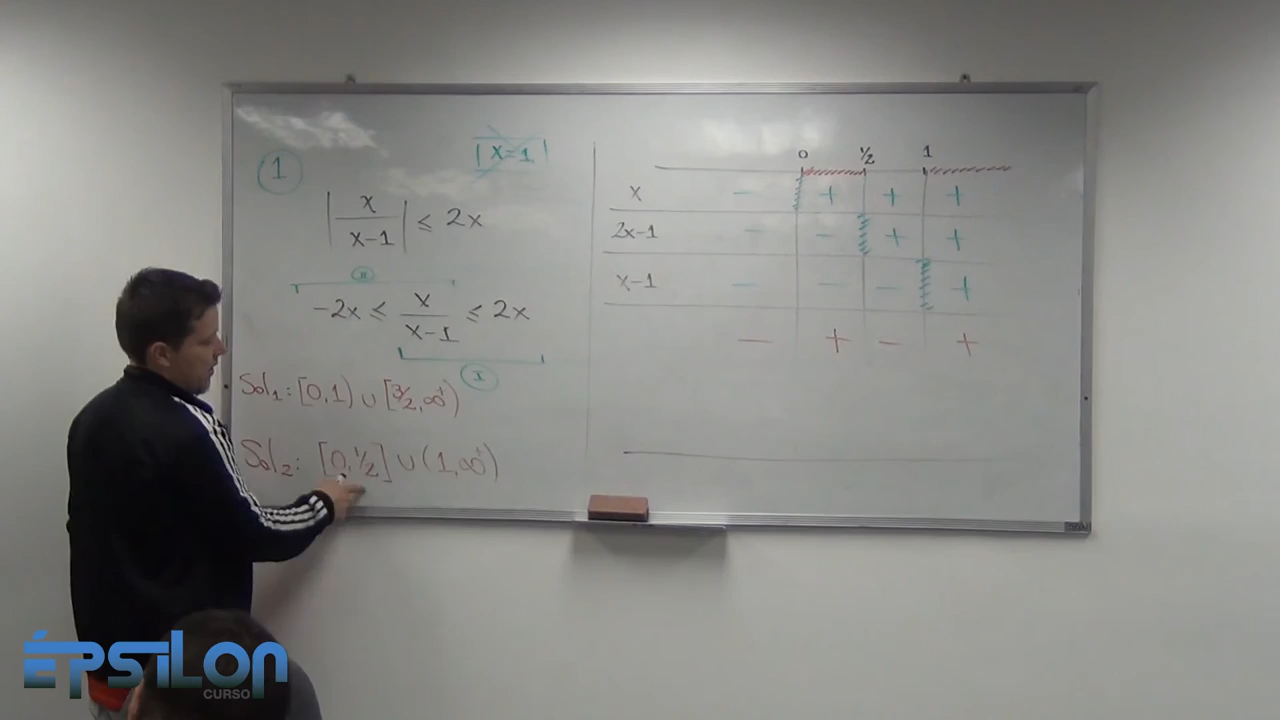 1
| X=1 |
| x/(x-1) | ≤ 2x
II
-2x ≤ x/(x-1) ≤ 2x
I
Sol₁: [0,1) ∪ [3/2, ∞⁺)
Sol₂: [0, 1/2] ∪ (1, ∞⁺)
0 1/2 1
x − + + +
2x-1 − − + +
x-1 − − − +
− + − +
ÉPSILON
CURSO